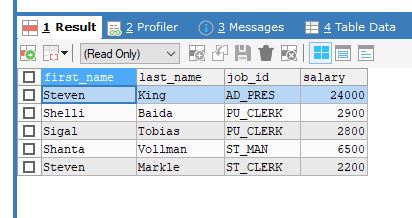 1 Result 2 Profiler 3 Messages 4 Table Data
(Read Only)
first_name last_name job_id salary
Steven King AD_PRES 24000
Shelli Baida PU_CLERK 2900
Sigal Tobias PU_CLERK 2800
Shanta Vollman ST_MAN 6500
Steven Markle ST_CLERK 2200